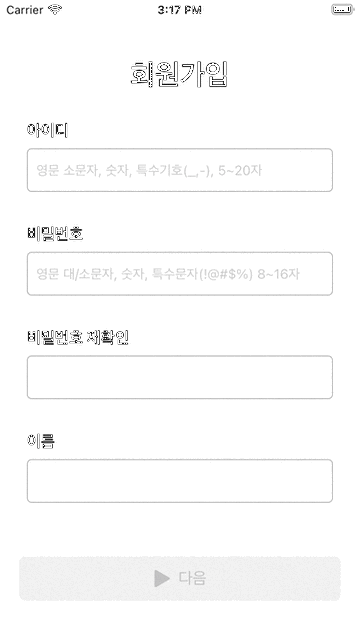 Carrier 3:17 PM
회원가입
아이디
영문 소문자, 숫자, 특수기호(_,-), 5~20자
비밀번호
영문 대/소문자, 숫자, 특수문자(!@#$%) 8~16자
비밀번호 재확인
이름
다음